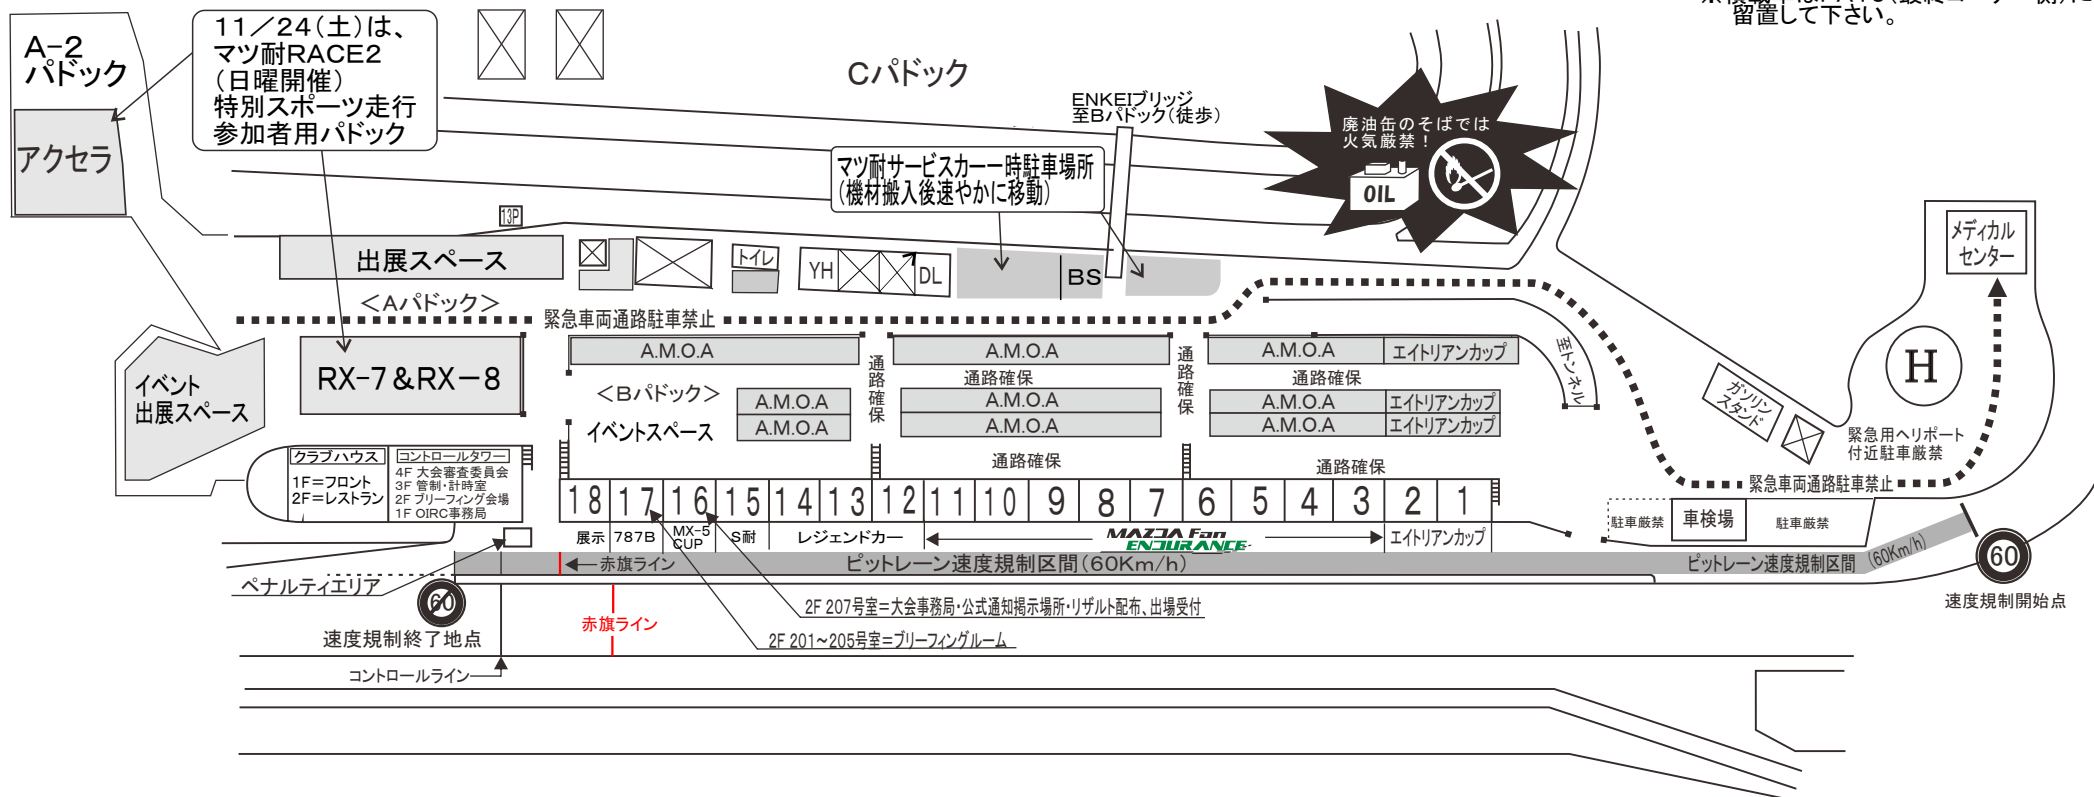 留置して下さい。
A-2
パドック
アクセラ
11／24(土)は、
マツ耐RACE2
(日曜開催)
特別スポーツ走行
参加者用パドック
Cパドック
ENKEIブリッジ
至Bパドック(徒歩)
廃油缶のそばでは
火気厳禁！
OIL
マツ耐サービスカー一時駐車場所
(機材搬入後速やかに移動)
13P
出展スペース
トイレ
YH
DL
BS
メディカル
センター
＜Aパドック＞
緊急車両通路駐車禁止
イベント
出展スペース
RX-7＆RX－8
A.M.O.A
A.M.O.A
A.M.O.A
エイトリアンカップ
通路確保
通路確保
通路確保
通路確保
至トンネル
H
＜Bパドック＞
A.M.O.A
A.M.O.A
A.M.O.A
エイトリアンカップ
イベントスペース
A.M.O.A
A.M.O.A
A.M.O.A
エイトリアンカップ
ガソリン
スタンド
緊急用ヘリポート
付近駐車厳禁
通路確保
通路確保
緊急車両通路駐車禁止
クラブハウス
1F=フロント
2F=レストラン
コントロールタワー
4F 大会審査委員会
3F 管制・計時室
2F ブリーフィング会場
1F OIRC事務局
18 17 16 15 14 13 12 11 10 9 8 7 6 5 4 3 2 1
展示 787B MX-5 CUP S耐 レジェンドカー MAZDA Fan ENDURANCE エイトリアンカップ
駐車厳禁
車検場
駐車厳禁
赤旗ライン
ピットレーン速度規制区間(60Km/h)
ピットレーン速度規制区間 (60Km/h)
60
速度規制開始点
ペナルティエリア
60
速度規制終了地点
赤旗ライン
2F 207号室=大会事務局・公式通知掲示場所・リザルト配布、出場受付
2F 201～205号室=ブリーフィングルーム
コントロールライン